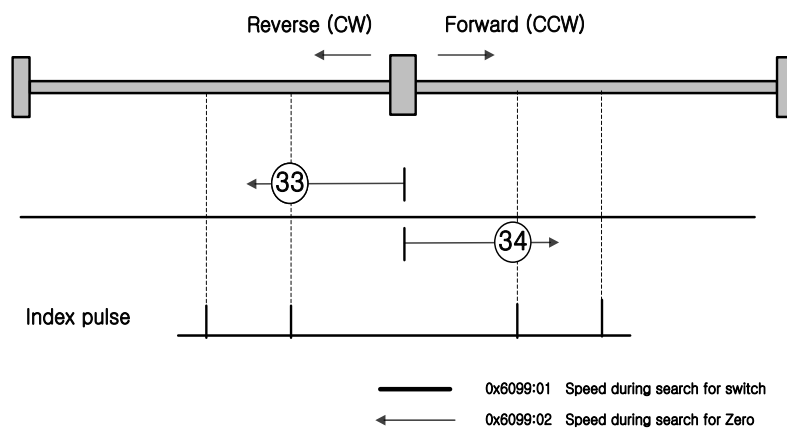 Reverse (CW) Forward (CCW)
33
34
Index pulse
0x6099:01 Speed during search for switch
0x6099:02 Speed during search for Zero